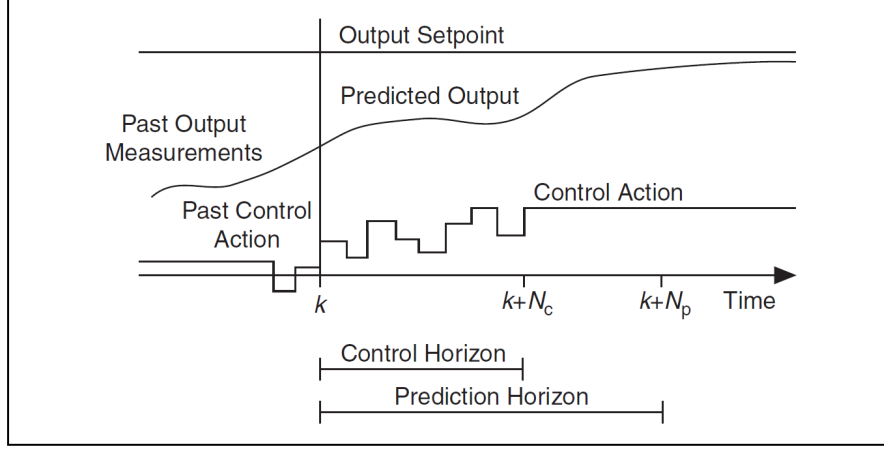 Output Setpoint
Predicted Output
Past Output
Measurements
Control Action
Past Control
Action
k
k+Nc
k+Np
Time
Control Horizon
Prediction Horizon